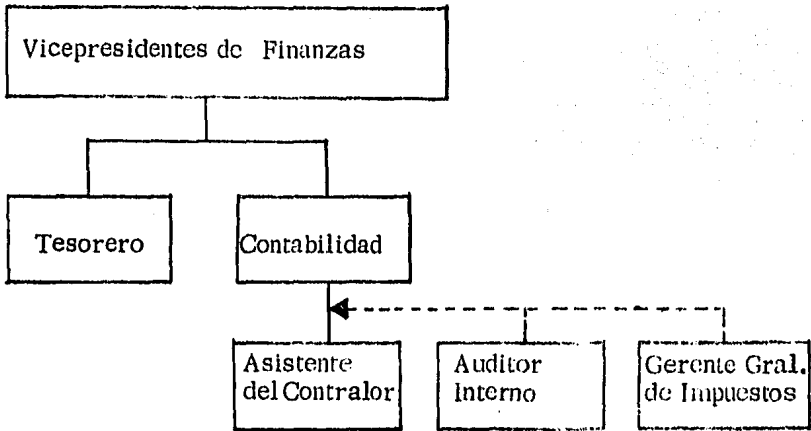 Vicepresidentes de Finanzas
Tesorero
Contabilidad
Asistente
del Contralor
Auditor
Interno
Gerente Gral.
de Impuestos